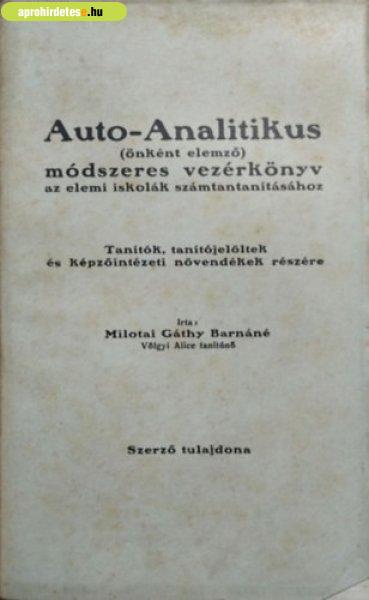 aprohirdetese.hu
Auto-Analitikus
(önként elemző)
módszeres vezérkönyv
az elemi iskolák számtantanításához
Tanítók, tanítójelöltek
és képzőintézeti növendékek részére
Irta:
Milotai Gáthy Barnáné
Völgyi Alice tanítónő
Szerző tulajdona